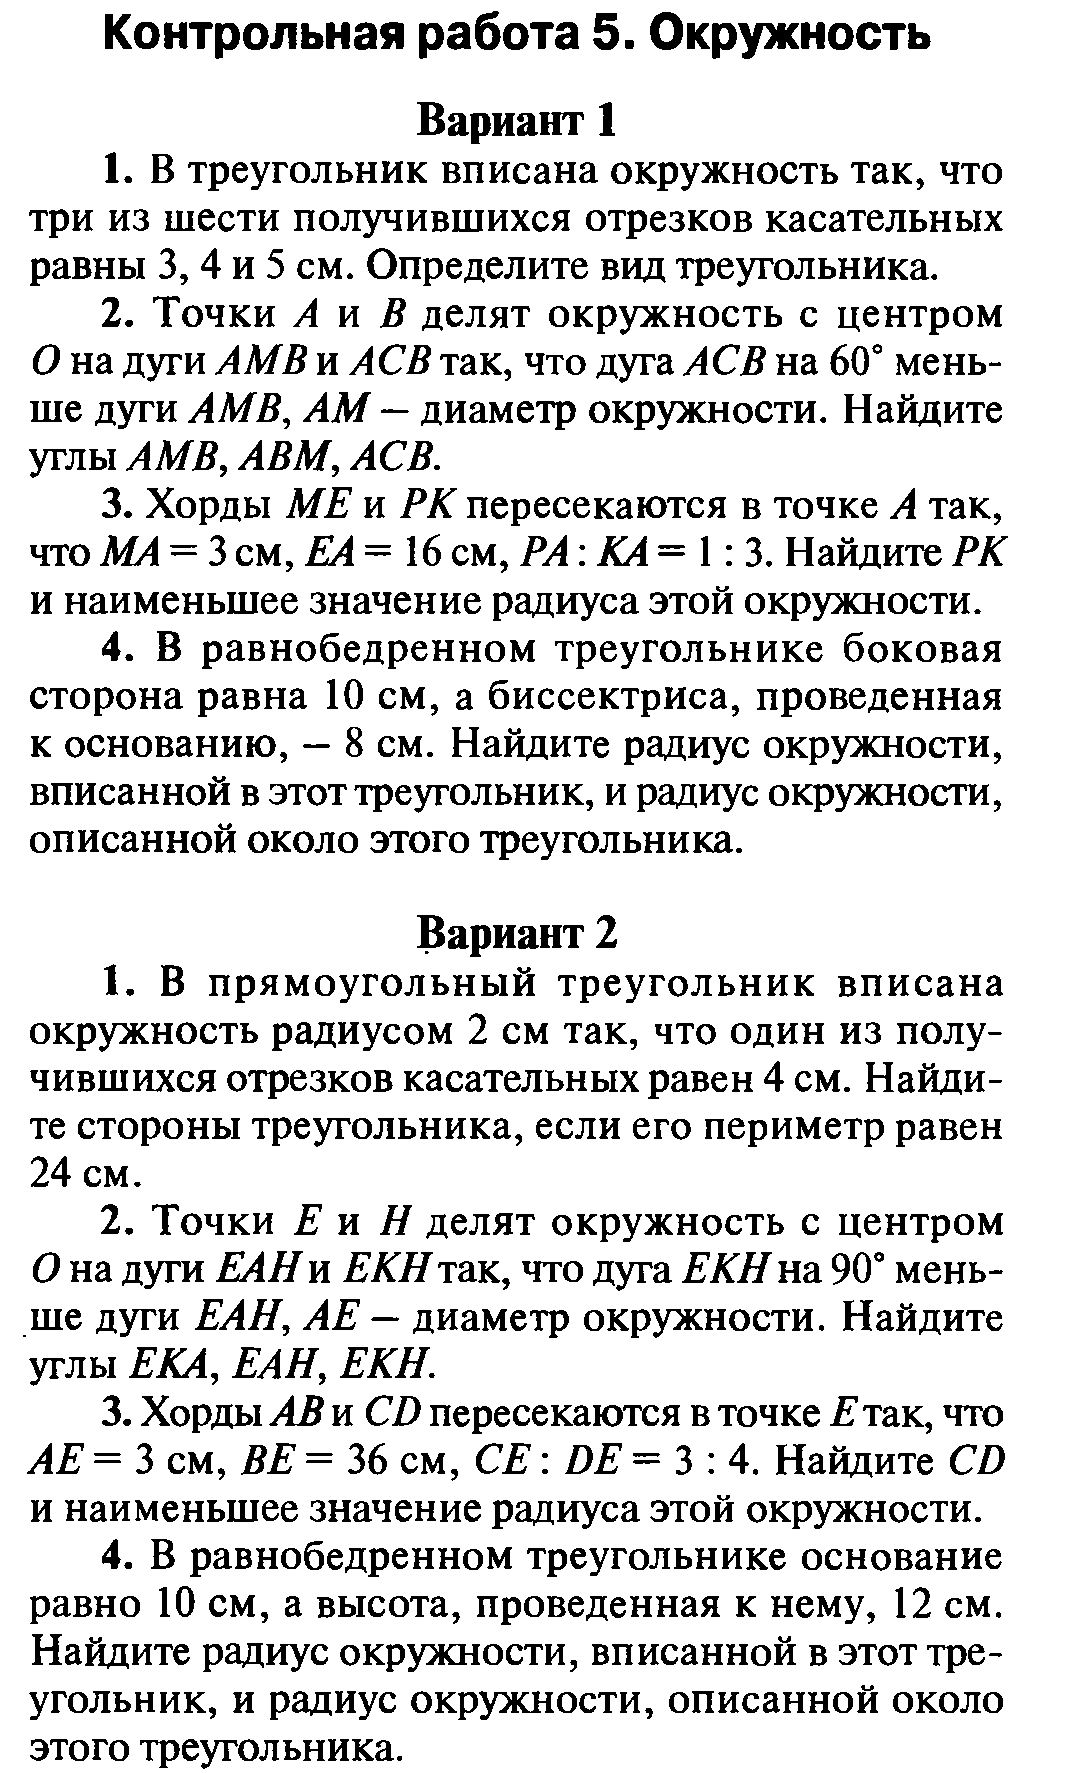 Контрольная работа 5. Окружность
Вариант 1
1. В треугольник вписана окружность так, что
три из шести получившихся отрезков касательных
равны 3, 4 и 5 см. Определите вид треугольника.
2. Точки A и B делят окружность с центром
O на дуги AMB и ACB так, что дуга ACB на 60° мень-
ше дуги AMB, AM – диаметр окружности. Найдите
углы AMB, ABM, ACB.
3. Хорды ME и PK пересекаются в точке A так,
что MA = 3 см, EA = 16 см, PA : KA = 1 : 3. Найдите PK
и наименьшее значение радиуса этой окружности.
4. В равнобедренном треугольнике боковая
сторона равна 10 см, а биссектриса, проведенная
к основанию, – 8 см. Найдите радиус окружности,
вписанной в этот треугольник, и радиус окружности,
описанной около этого треугольника.
Вариант 2
1. В прямоугольный треугольник вписана
окружность радиусом 2 см так, что один из полу-
чившихся отрезков касательных равен 4 см. Найди-
те стороны треугольника, если его периметр равен
24 см.
2. Точки E и H делят окружность с центром
O на дуги EAH и EKH так, что дуга EKH на 90° мень-
ше дуги EAH, AE – диаметр окружности. Найдите
углы EKA, EAH, EKH.
3. Хорды AB и CD пересекаются в точке E так, что
AE = 3 см, BE = 36 см, CE : DE = 3 : 4. Найдите CD
и наименьшее значение радиуса этой окружности.
4. В равнобедренном треугольнике основание
равно 10 см, а высота, проведенная к нему, 12 см.
Найдите радиус окружности, вписанной в этот тре-
угольник, и радиус окружности, описанной около
этого треугольника.